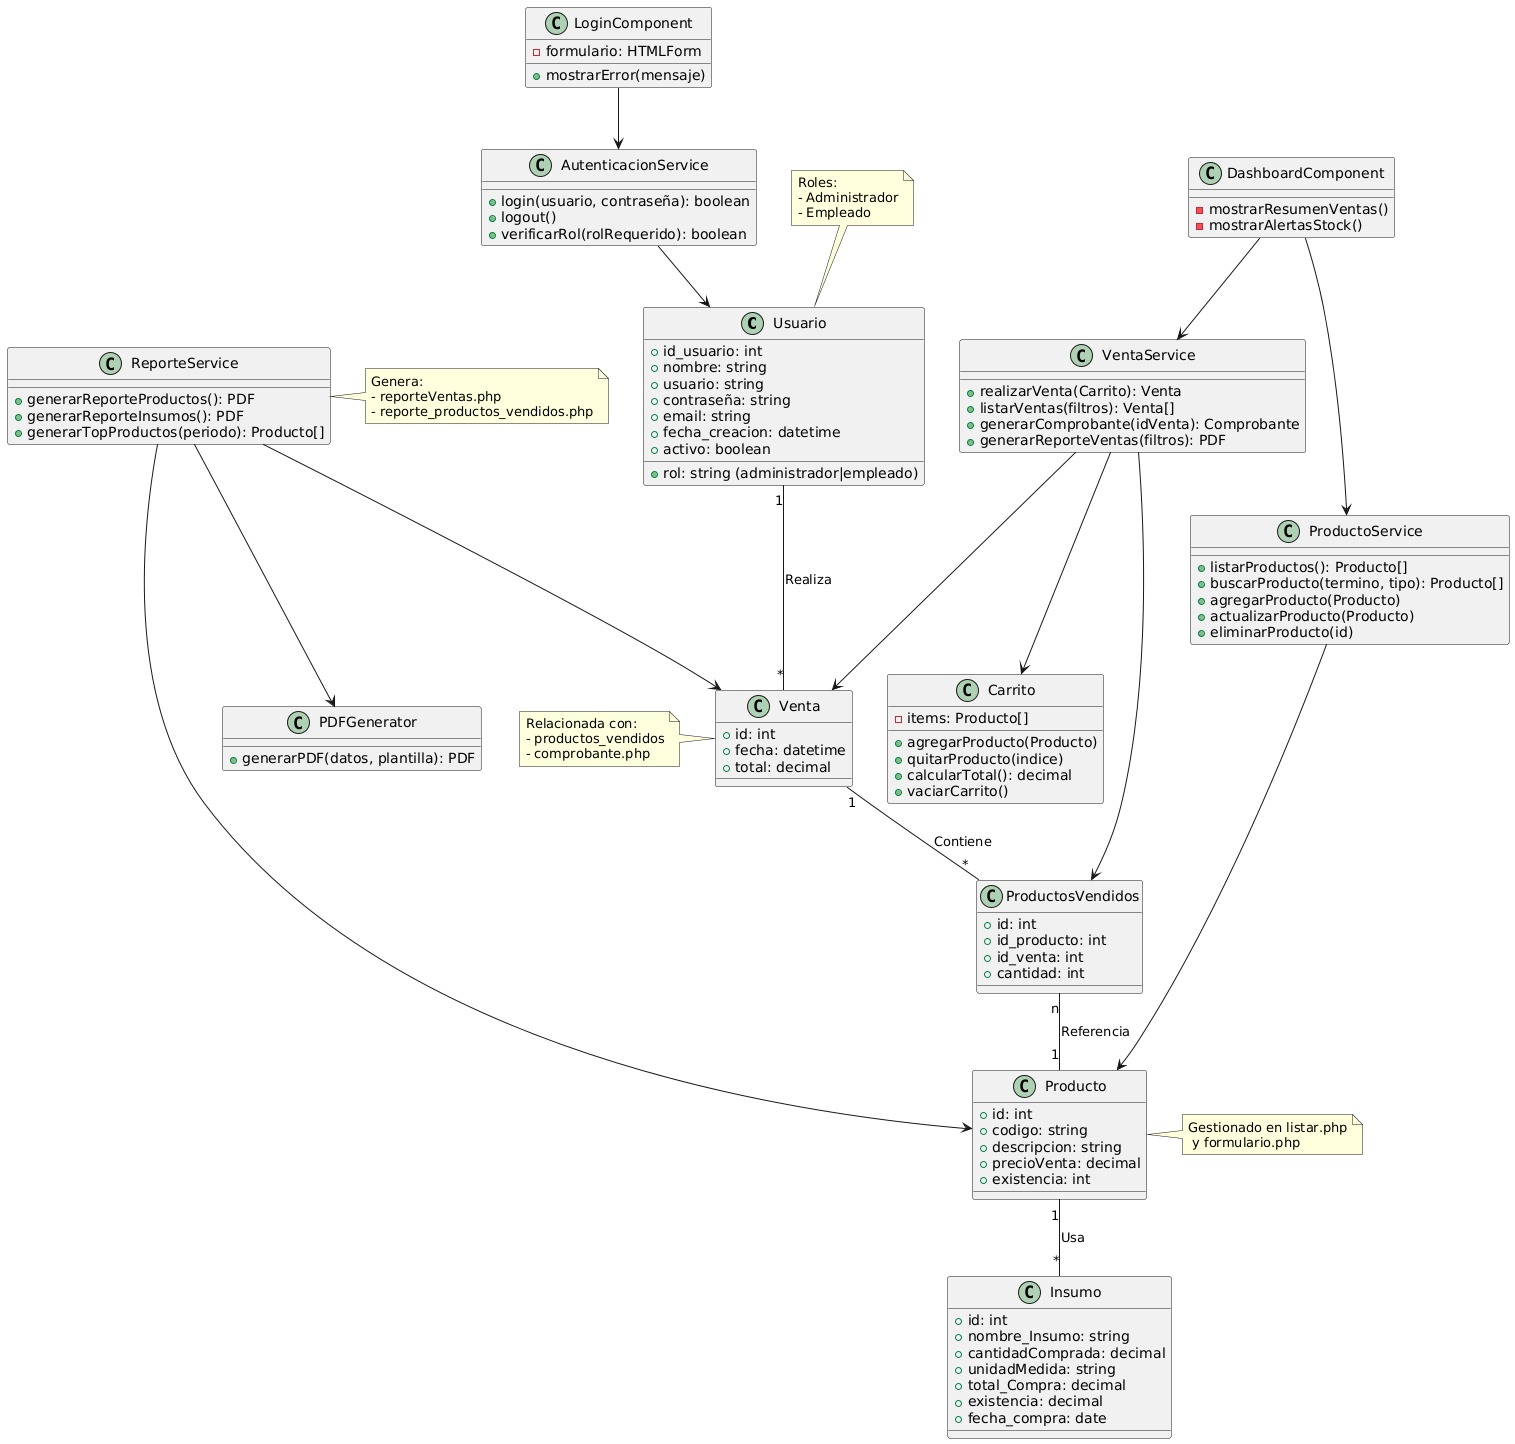 LoginComponent
formulario: HTMLForm
mostrarError(mensaje)
AutenticacionService
login(usuario, contraseña): boolean
logout()
verificarRol(rolRequerido): boolean
Roles:
- Administrador
- Empleado
DashboardComponent
mostrarResumenVentas()
mostrarAlertasStock()
ReporteService
generarReporteProductos(): PDF
generarReporteInsumos(): PDF
generarTopProductos(periodo): Producto[]
Genera:
- reporteVentas.php
- reporte_productos_vendidos.php
Usuario
id_usuario: int
nombre: string
usuario: string
contraseña: string
email: string
fecha_creacion: datetime
activo: boolean
rol: string (administrador|empleado)
VentaService
realizarVenta(Carrito): Venta
listarVentas(filtros): Venta[]
generarComprobante(idVenta): Comprobante
generarReporteVentas(filtros): PDF
1
Realiza
*
ProductoService
listarProductos(): Producto[]
buscarProducto(termino, tipo): Producto[]
agregarProducto(Producto)
actualizarProducto(Producto)
eliminarProducto(id)
PDFGenerator
generarPDF(datos, plantilla): PDF
Relacionada con:
- productos_vendidos
- comprobante.php
Venta
id: int
fecha: datetime
total: decimal
Carrito
items: Producto[]
agregarProducto(Producto)
quitarProducto(indice)
calcularTotal(): decimal
vaciarCarrito()
1
Contiene
*
ProductosVendidos
id: int
id_producto: int
id_venta: int
cantidad: int
n
Referencia
1
Producto
id: int
codigo: string
descripcion: string
precioVenta: decimal
existencia: int
Gestionado en listar.php
y formulario.php
1
Usa
*
Insumo
id: int
nombre_Insumo: string
cantidadComprada: decimal
unidadMedida: string
total_Compra: decimal
existencia: decimal
fecha_compra: date